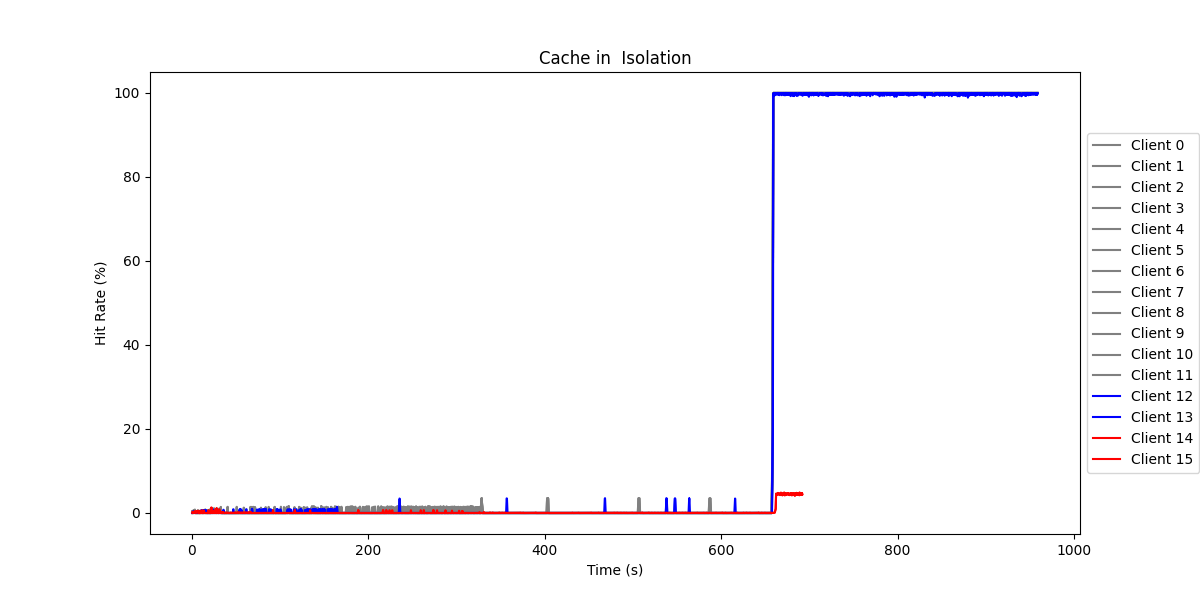 Cache in  Isolation
Hit Rate (%)
100
80
60
40
20
0
0
200
400
600
800
1000
Time (s)
Client 0
Client 1
Client 2
Client 3
Client 4
Client 5
Client 6
Client 7
Client 8
Client 9
Client 10
Client 11
Client 12
Client 13
Client 14
Client 15